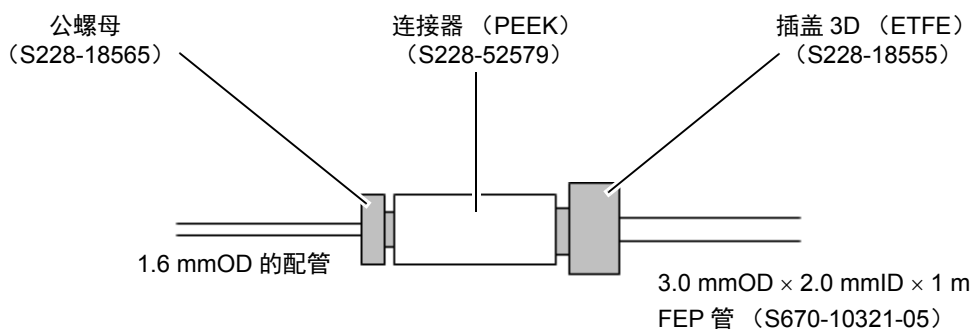 公螺母
（S228-18565）
连接器 （PEEK）
（S228-52579）
插盖 3D （ETFE）
（S228-18555）
1.6 mmOD 的配管
3.0 mmOD × 2.0 mmID × 1 m
FEP 管 （S670-10321-05）